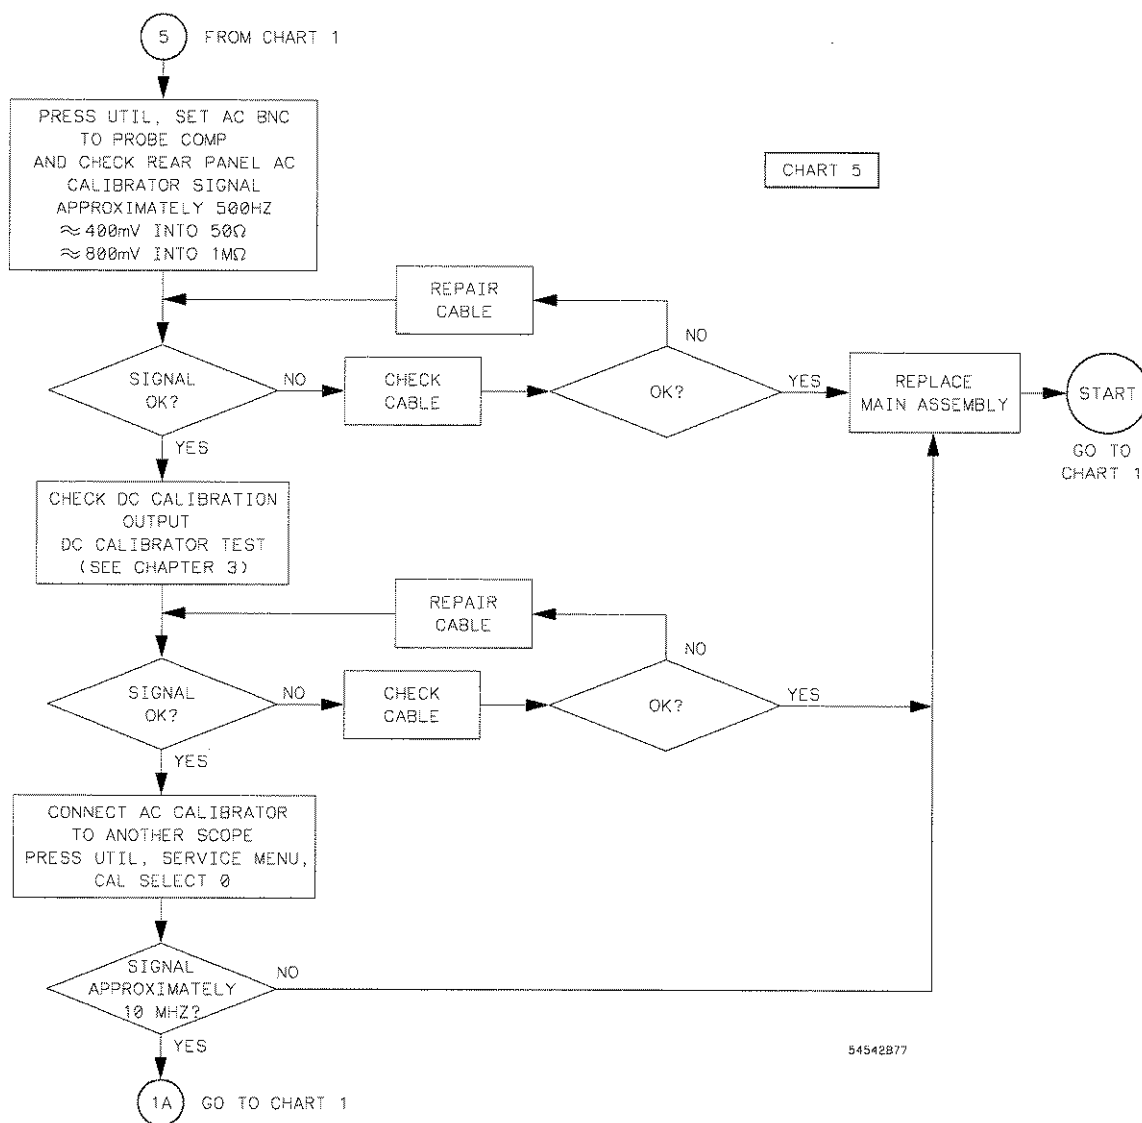 5 FROM CHART 1
PRESS UTIL, SET AC BNC
TO PROBE COMP
AND CHECK REAR PANEL AC
CALIBRATOR SIGNAL
APPROXIMATELY 500HZ
≈400mV INTO 50Ω
≈800mV INTO 1MΩ
CHART 5
REPAIR
CABLE
NO
SIGNAL
OK?
NO
CHECK
CABLE
OK?
YES
REPLACE
MAIN ASSEMBLY
START
GO TO
CHART 1
YES
CHECK DC CALIBRATION
OUTPUT
DC CALIBRATOR TEST
(SEE CHAPTER 3)
REPAIR
CABLE
NO
SIGNAL
OK?
NO
CHECK
CABLE
OK?
YES
YES
CONNECT AC CALIBRATOR
TO ANOTHER SCOPE
PRESS UTIL, SERVICE MENU,
CAL SELECT 0
SIGNAL
APPROXIMATELY
10 MHZ?
NO
YES
54542B77
1A GO TO CHART 1